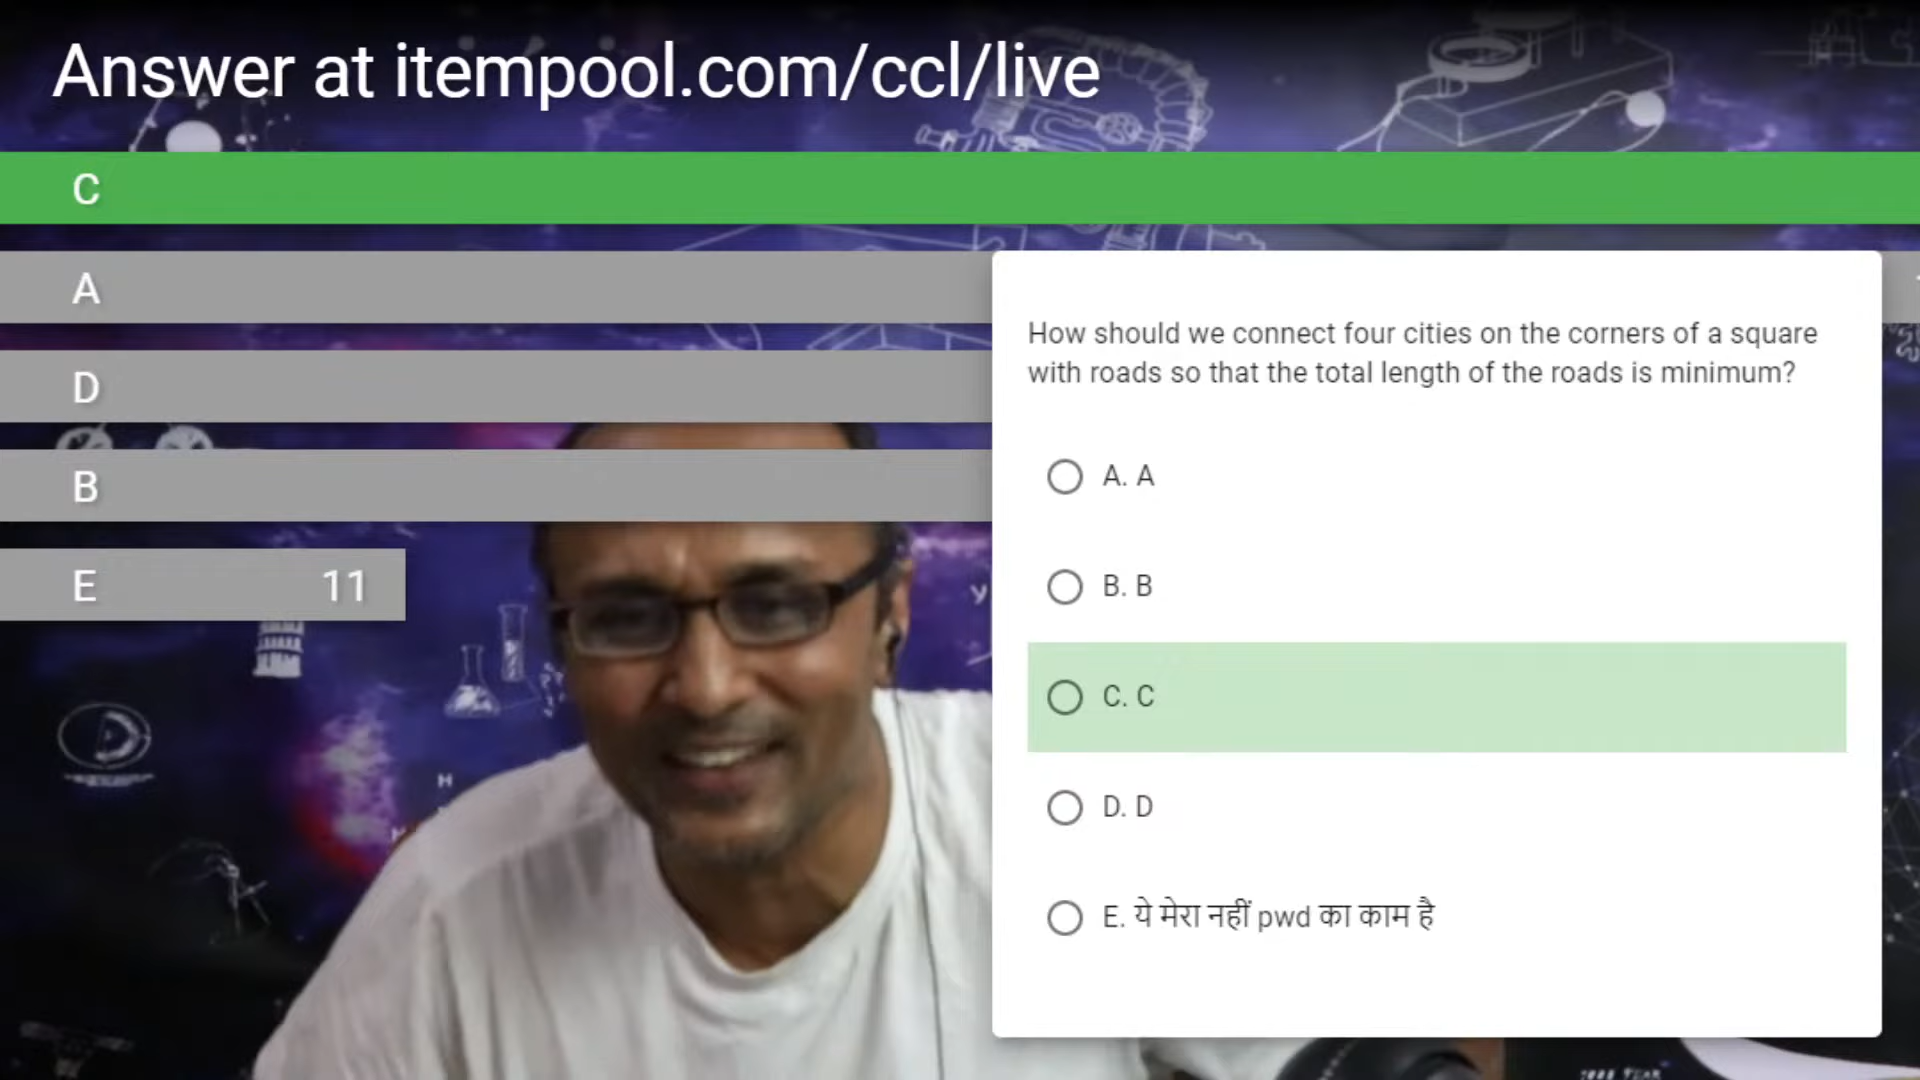 Answer at itempool.com/ccl/live
C
A
D
B
E 11
How should we connect four cities on the corners of a square
with roads so that the total length of the roads is minimum?
A. A
B. B
C. C
D. D
E. ये मेरा नहीं pwd का काम है